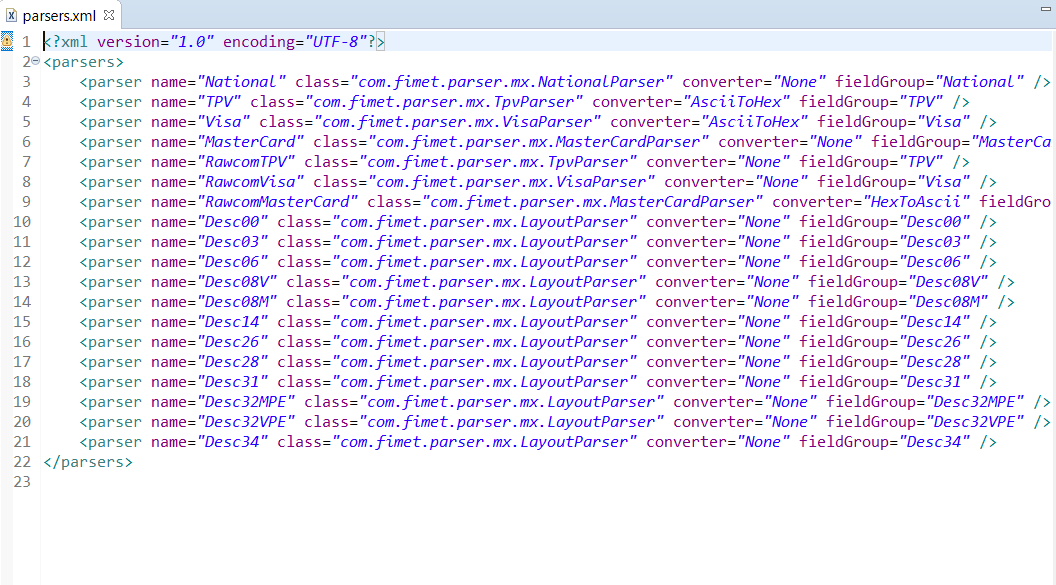 parsers.xml
1 <?xml version="1.0" encoding="UTF-8"?>
2 <parsers>
3 <parser name="National" class="com.fimet.parser.mx.NationalParser" converter="None" fieldGroup="National" />
4 <parser name="TPV" class="com.fimet.parser.mx.TpvParser" converter="AsciiToHex" fieldGroup="TPV" />
5 <parser name="Visa" class="com.fimet.parser.mx.VisaParser" converter="AsciiToHex" fieldGroup="Visa" />
6 <parser name="MasterCard" class="com.fimet.parser.mx.MasterCardParser" converter="None" fieldGroup="MasterCa
7 <parser name="RawcomTPV" class="com.fimet.parser.mx.TpvParser" converter="None" fieldGroup="TPV" />
8 <parser name="RawcomVisa" class="com.fimet.parser.mx.VisaParser" converter="None" fieldGroup="Visa" />
9 <parser name="RawcomMasterCard" class="com.fimet.parser.mx.MasterCardParser" converter="HexToAscii" fieldGro
10 <parser name="Desc00" class="com.fimet.parser.mx.LayoutParser" converter="None" fieldGroup="Desc00" />
11 <parser name="Desc03" class="com.fimet.parser.mx.LayoutParser" converter="None" fieldGroup="Desc03" />
12 <parser name="Desc06" class="com.fimet.parser.mx.LayoutParser" converter="None" fieldGroup="Desc06" />
13 <parser name="Desc08V" class="com.fimet.parser.mx.LayoutParser" converter="None" fieldGroup="Desc08V" />
14 <parser name="Desc08M" class="com.fimet.parser.mx.LayoutParser" converter="None" fieldGroup="Desc08M" />
15 <parser name="Desc14" class="com.fimet.parser.mx.LayoutParser" converter="None" fieldGroup="Desc14" />
16 <parser name="Desc26" class="com.fimet.parser.mx.LayoutParser" converter="None" fieldGroup="Desc26" />
17 <parser name="Desc28" class="com.fimet.parser.mx.LayoutParser" converter="None" fieldGroup="Desc28" />
18 <parser name="Desc31" class="com.fimet.parser.mx.LayoutParser" converter="None" fieldGroup="Desc31" />
19 <parser name="Desc32MPE" class="com.fimet.parser.mx.LayoutParser" converter="None" fieldGroup="Desc32MPE" />
20 <parser name="Desc32VPE" class="com.fimet.parser.mx.LayoutParser" converter="None" fieldGroup="Desc32VPE" />
21 <parser name="Desc34" class="com.fimet.parser.mx.LayoutParser" converter="None" fieldGroup="Desc34" />
22 </parsers>
23